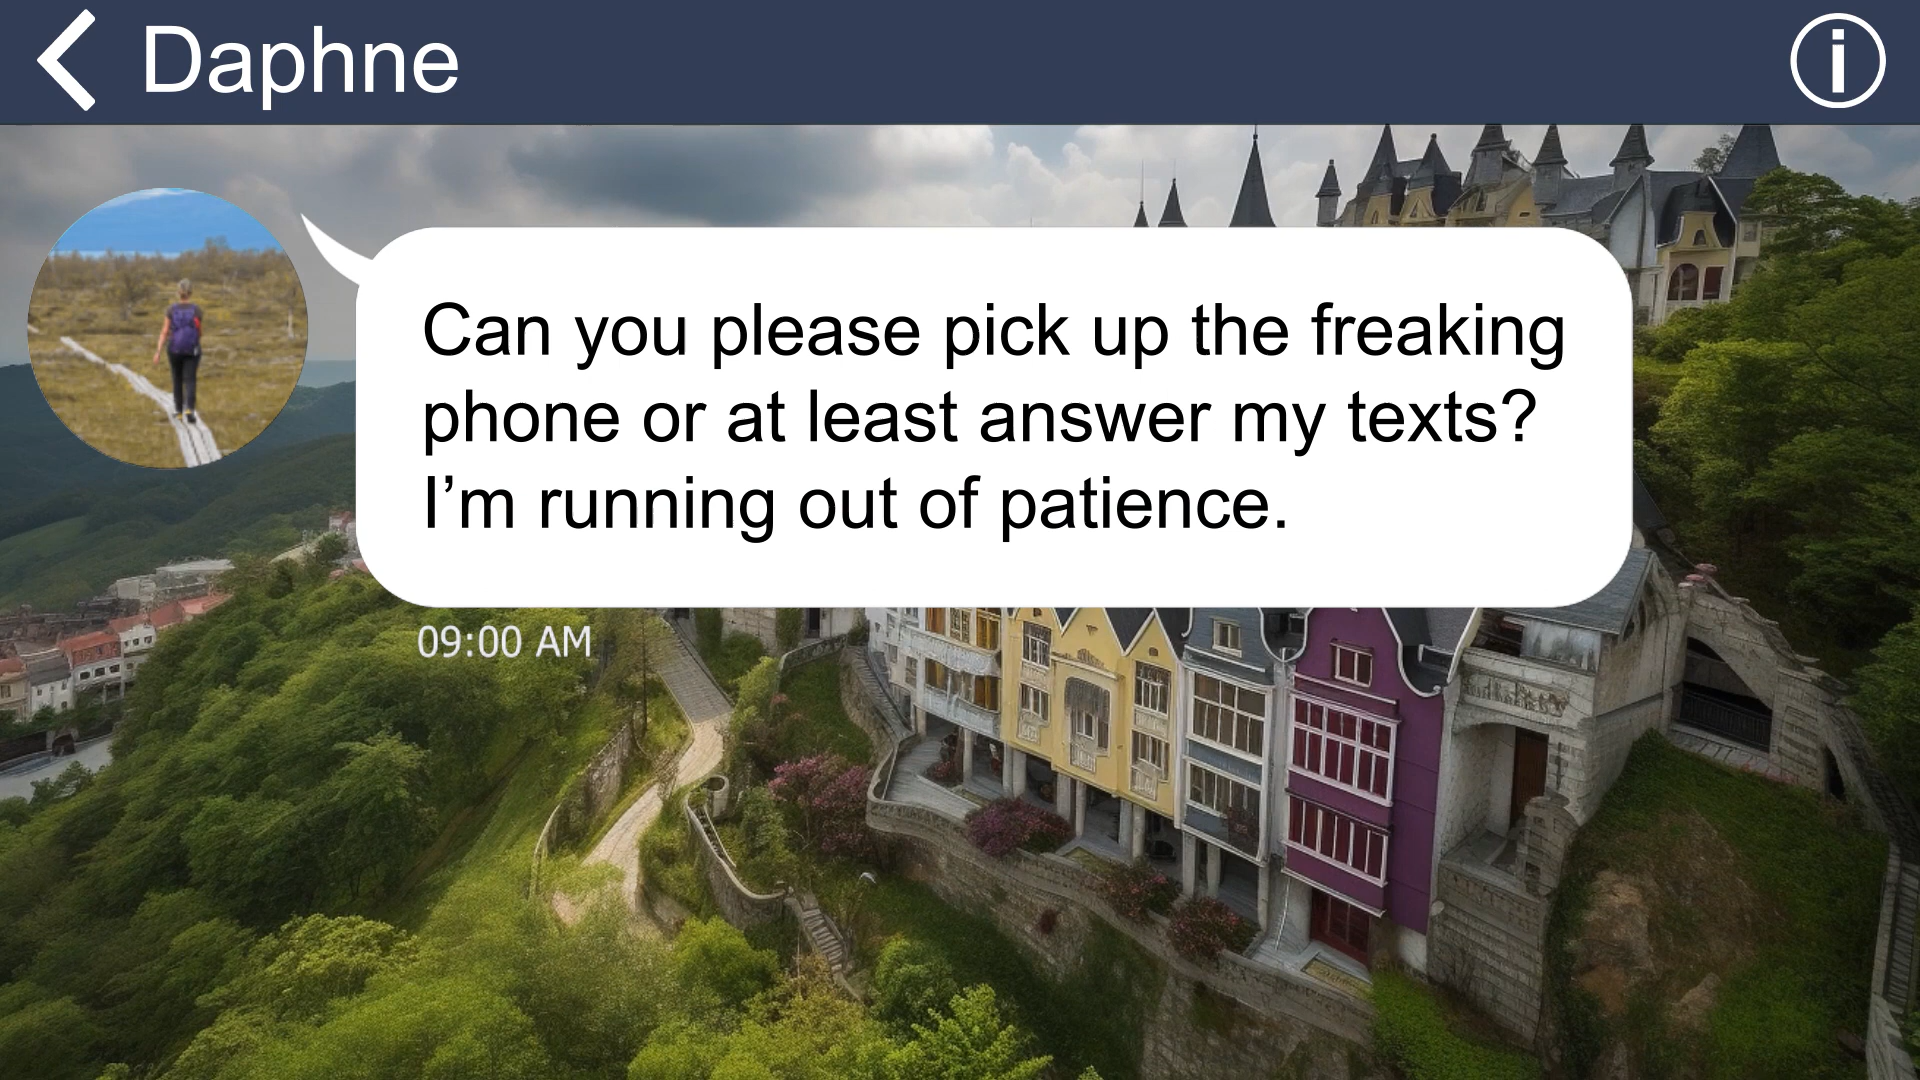 Daphne
Can you please pick up the freaking
phone or at least answer my texts?
I’m running out of patience.
09:00 AM